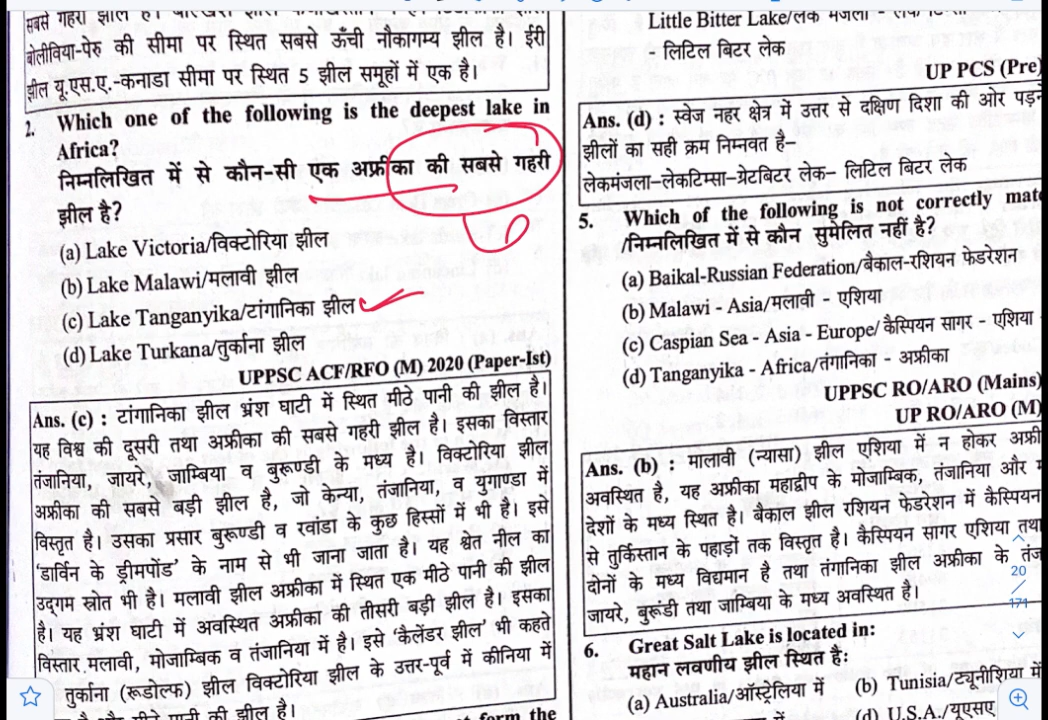 बोलीविया-पेरु की सीमा पर स्थित सबसे ऊँची नौकागम्य झील है। ईरी
झील यू.एस.ए.-कनाडा सीमा पर स्थित 5 झील समूहों में एक है।
2. Which one of the following is the deepest lake in
Africa?
निम्नलिखित में से कौन-सी एक अफ्रीका की सबसे गहरी
झील है?
(a) Lake Victoria/विक्टोरिया झील
(b) Lake Malawi/मलावी झील
(c) Lake Tanganyika/टांगानिका झील
(d) Lake Turkana/तुर्काना झील
UPPSC ACF/RFO (M) 2020 (Paper-Ist)
Ans. (c) : टांगानिका झील भ्रंश घाटी में स्थित मीठे पानी की झील है।
यह विश्व की दूसरी तथा अफ्रीका की सबसे गहरी झील है। इसका विस्तार
तंजानिया, जायरे, जाम्बिया व बुरूण्डी के मध्य है। विक्टोरिया झील
अफ्रीका की सबसे बड़ी झील है, जो केन्या, तंजानिया, व युगाण्डा में
विस्तृत है। उसका प्रसार बुरूण्डी व रवांडा के कुछ हिस्सों में भी है। इसे
'डार्विन के ड्रीमपोंड' के नाम से भी जाना जाता है। यह श्वेत नील का
उद्गम स्रोत भी है। मलावी झील अफ्रीका में स्थित एक मीठे पानी की झील
है। यह भ्रंश घाटी में अवस्थित अफ्रीका की तीसरी बड़ी झील है। इसका
विस्तार मलावी, मोजाम्बिक व तंजानिया में है। इसे 'कैलेंडर झील' भी कहते
तुर्काना (रूडोल्फ) झील विक्टोरिया झील के उत्तर-पूर्व में कीनिया में
पानी की झील है।
form the
Little Bitter Lake/लेक
- लिटिल बिटर लेक
UP PCS (Pre)
Ans. (d) : स्वेज नहर क्षेत्र में उत्तर से दक्षिण दिशा की ओर पड़न
झीलों का सही क्रम निम्नवत है–
लेकमंजला–लेकटिम्सा–ग्रेटबिटर लेक– लिटिल बिटर लेक
5. Which of the following is not correctly mat
/निम्नलिखित में से कौन सुमेलित नहीं है?
(a) Baikal-Russian Federation/बैकाल-रशियन फेडरेशन
(b) Malawi - Asia/मलावी - एशिया
(c) Caspian Sea - Asia - Europe/ कैस्पियन सागर - एशिया
(d) Tanganyika - Africa/तंगानिका - अफ्रीका
UPPSC RO/ARO (Mains)
UP RO/ARO (M)
Ans. (b) : मालावी (न्यासा) झील एशिया में न होकर अफ्री
अवस्थित है, यह अफ्रीका महाद्वीप के मोजाम्बिक, तंजानिया और म
देशों के मध्य स्थित है। बैकाल झील रशियन फेडरेशन में कैस्पियन
से तुर्किस्तान के पहाड़ों तक विस्तृत है। कैस्पियन सागर एशिया तथा
दोनों के मध्य विद्यमान है तथा तंगानिका झील अफ्रीका के तंज
जायरे, बुरूंडी तथा जाम्बिया के मध्य अवस्थित है।
20
171
6. Great Salt Lake is located in:
महान लवणीय झील स्थित है:
(a) Australia/ऑस्ट्रेलिया में (b) Tunisia/ट्यूनीशिया में
(d) U.S.A./यूएसए